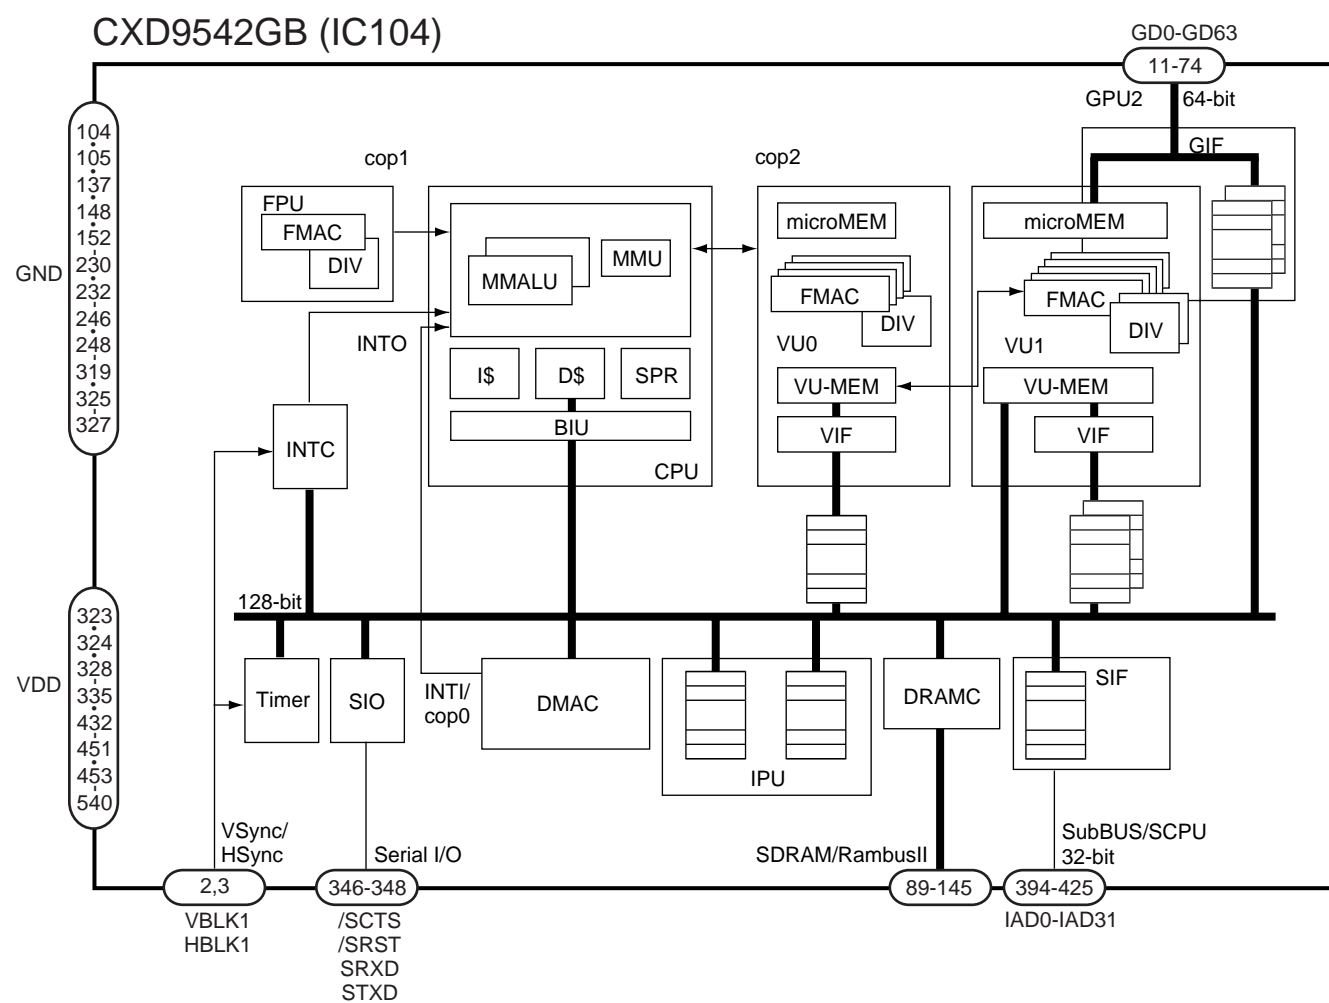 CXD9542GB (IC104)
GD0-GD63
11-74
GPU2
64-bit
GND
104
105
137
148
152
230
232
246
248
319
325
327
cop1
cop2
GIF
FPU
FMAC
DIV
MMALU
MMU
microMEM
FMAC
DIV
VU0
VU-MEM
VIF
microMEM
FMAC
DIV
VU1
VU-MEM
VIF
INTO
I$
D$
SPR
BIU
CPU
INTC
128-bit
VDD
323
324
328
335
432
451
453
540
Timer
SIO
INTI/
cop0
DMAC
IPU
DRAMC
SIF
VSync/
HSync
Serial I/O
SDRAM/RambusII
SubBUS/SCPU
32-bit
2,3
346-348
89-145
394-425
VBLK1
HBLK1
/SCTS
/SRST
SRXD
STXD
IAD0-IAD31